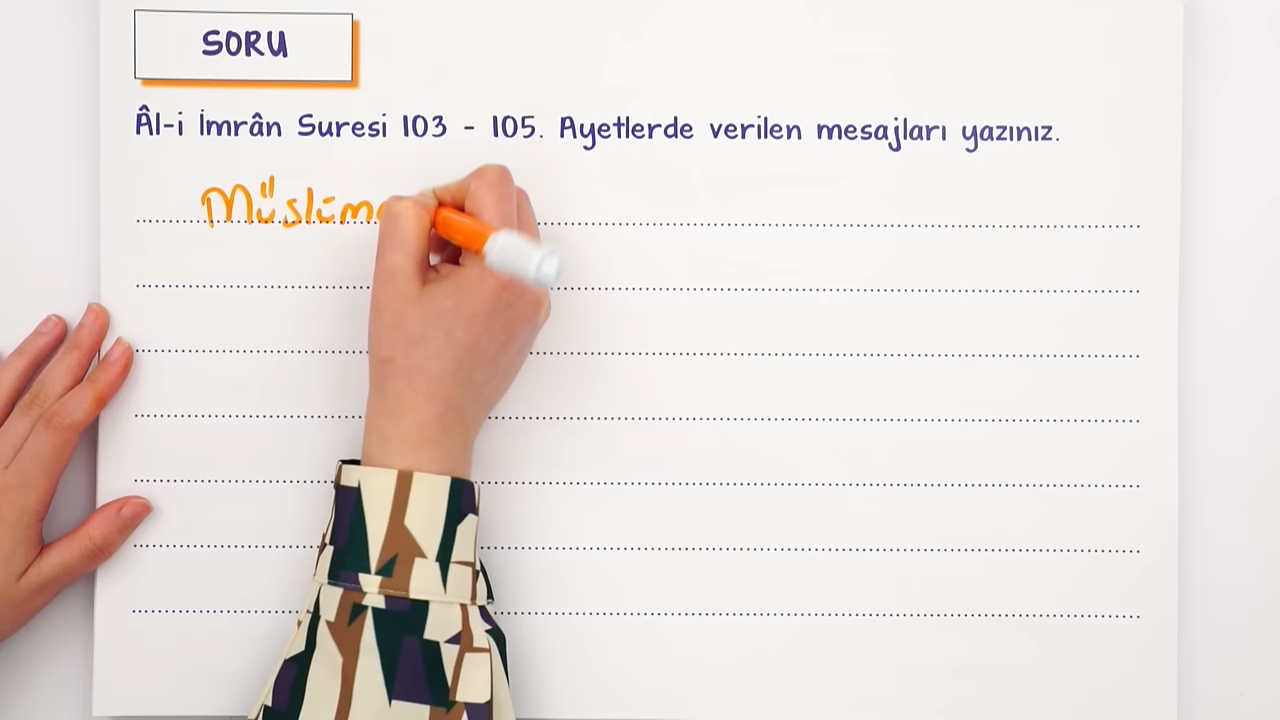 SORU
Âl-i İmrân Suresi 103 - 105. Ayetlerde verilen mesajları yazınız.